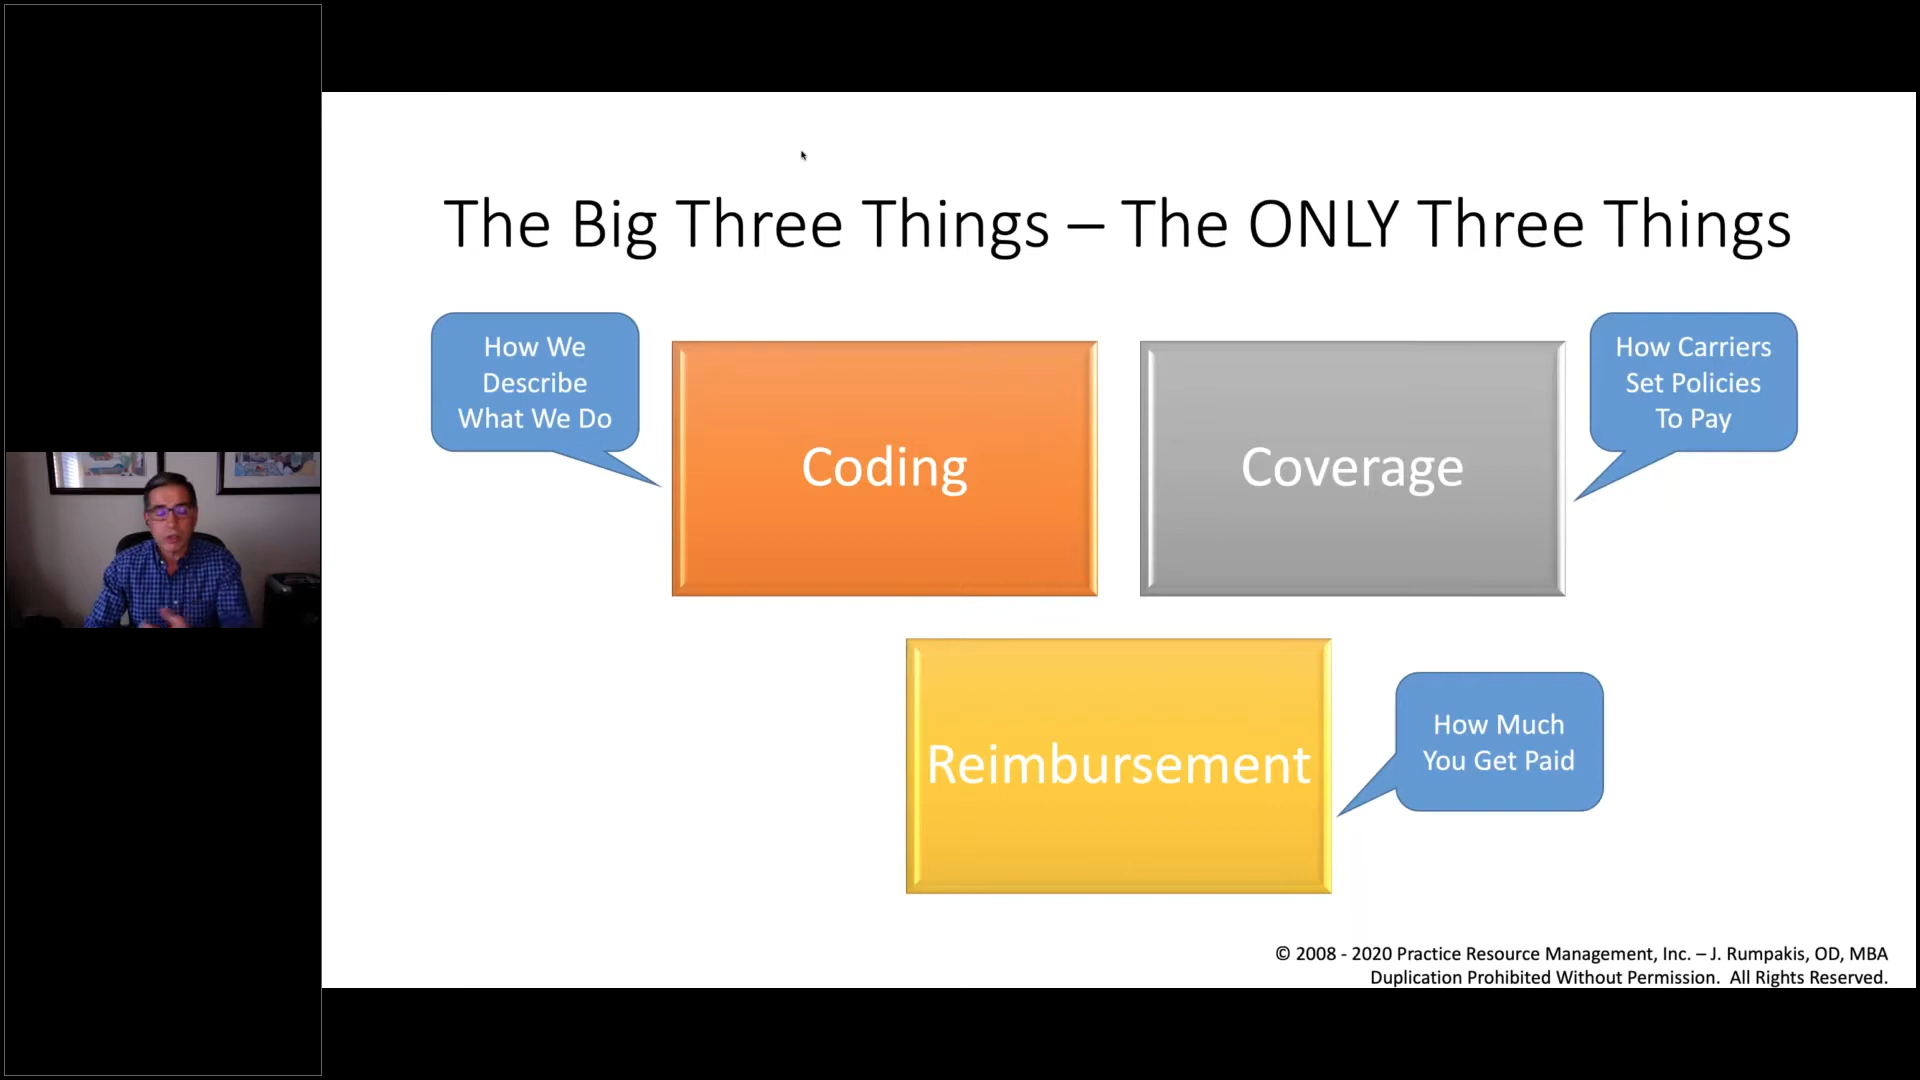 The Big Three Things – The ONLY Three Things
How We
Describe
What We Do
Coding
Coverage
How Carriers
Set Policies
To Pay
Reimbursement
How Much
You Get Paid
© 2008 - 2020 Practice Resource Management, Inc. – J. Rumpakis, OD, MBA
Duplication Prohibited Without Permission.  All Rights Reserved.